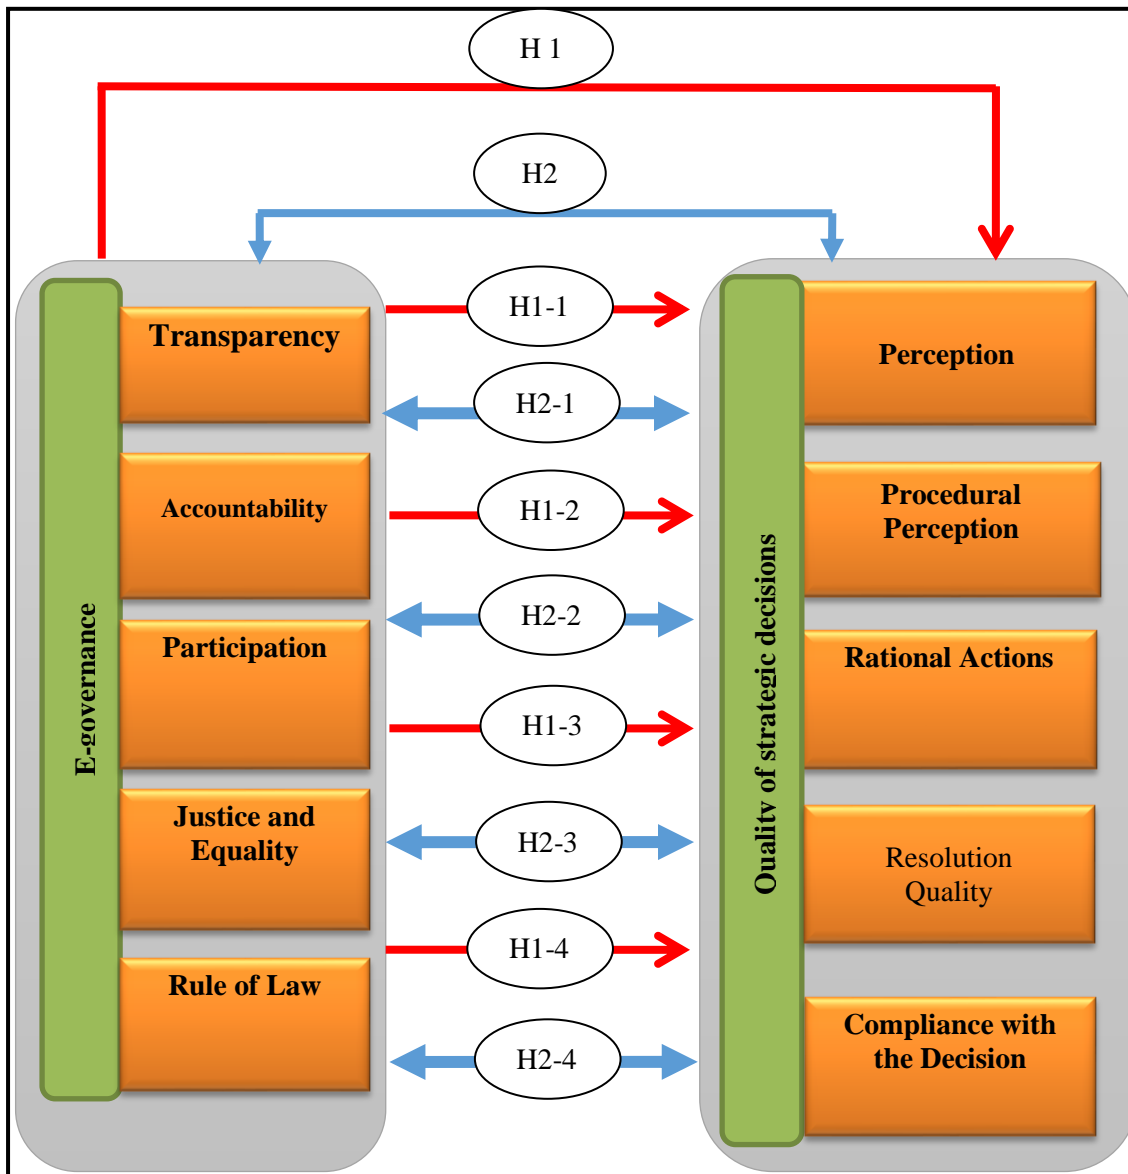 H 1
H2
E-governance
Transparency
Accountability
Participation
Justice and
Equality
Rule of Law
H1-1
H2-1
H1-2
H2-2
H1-3
H2-3
H1-4
H2-4
Quality of strategic decisions
Perception
Procedural
Perception
Rational Actions
Resolution
Quality
Compliance with
the Decision